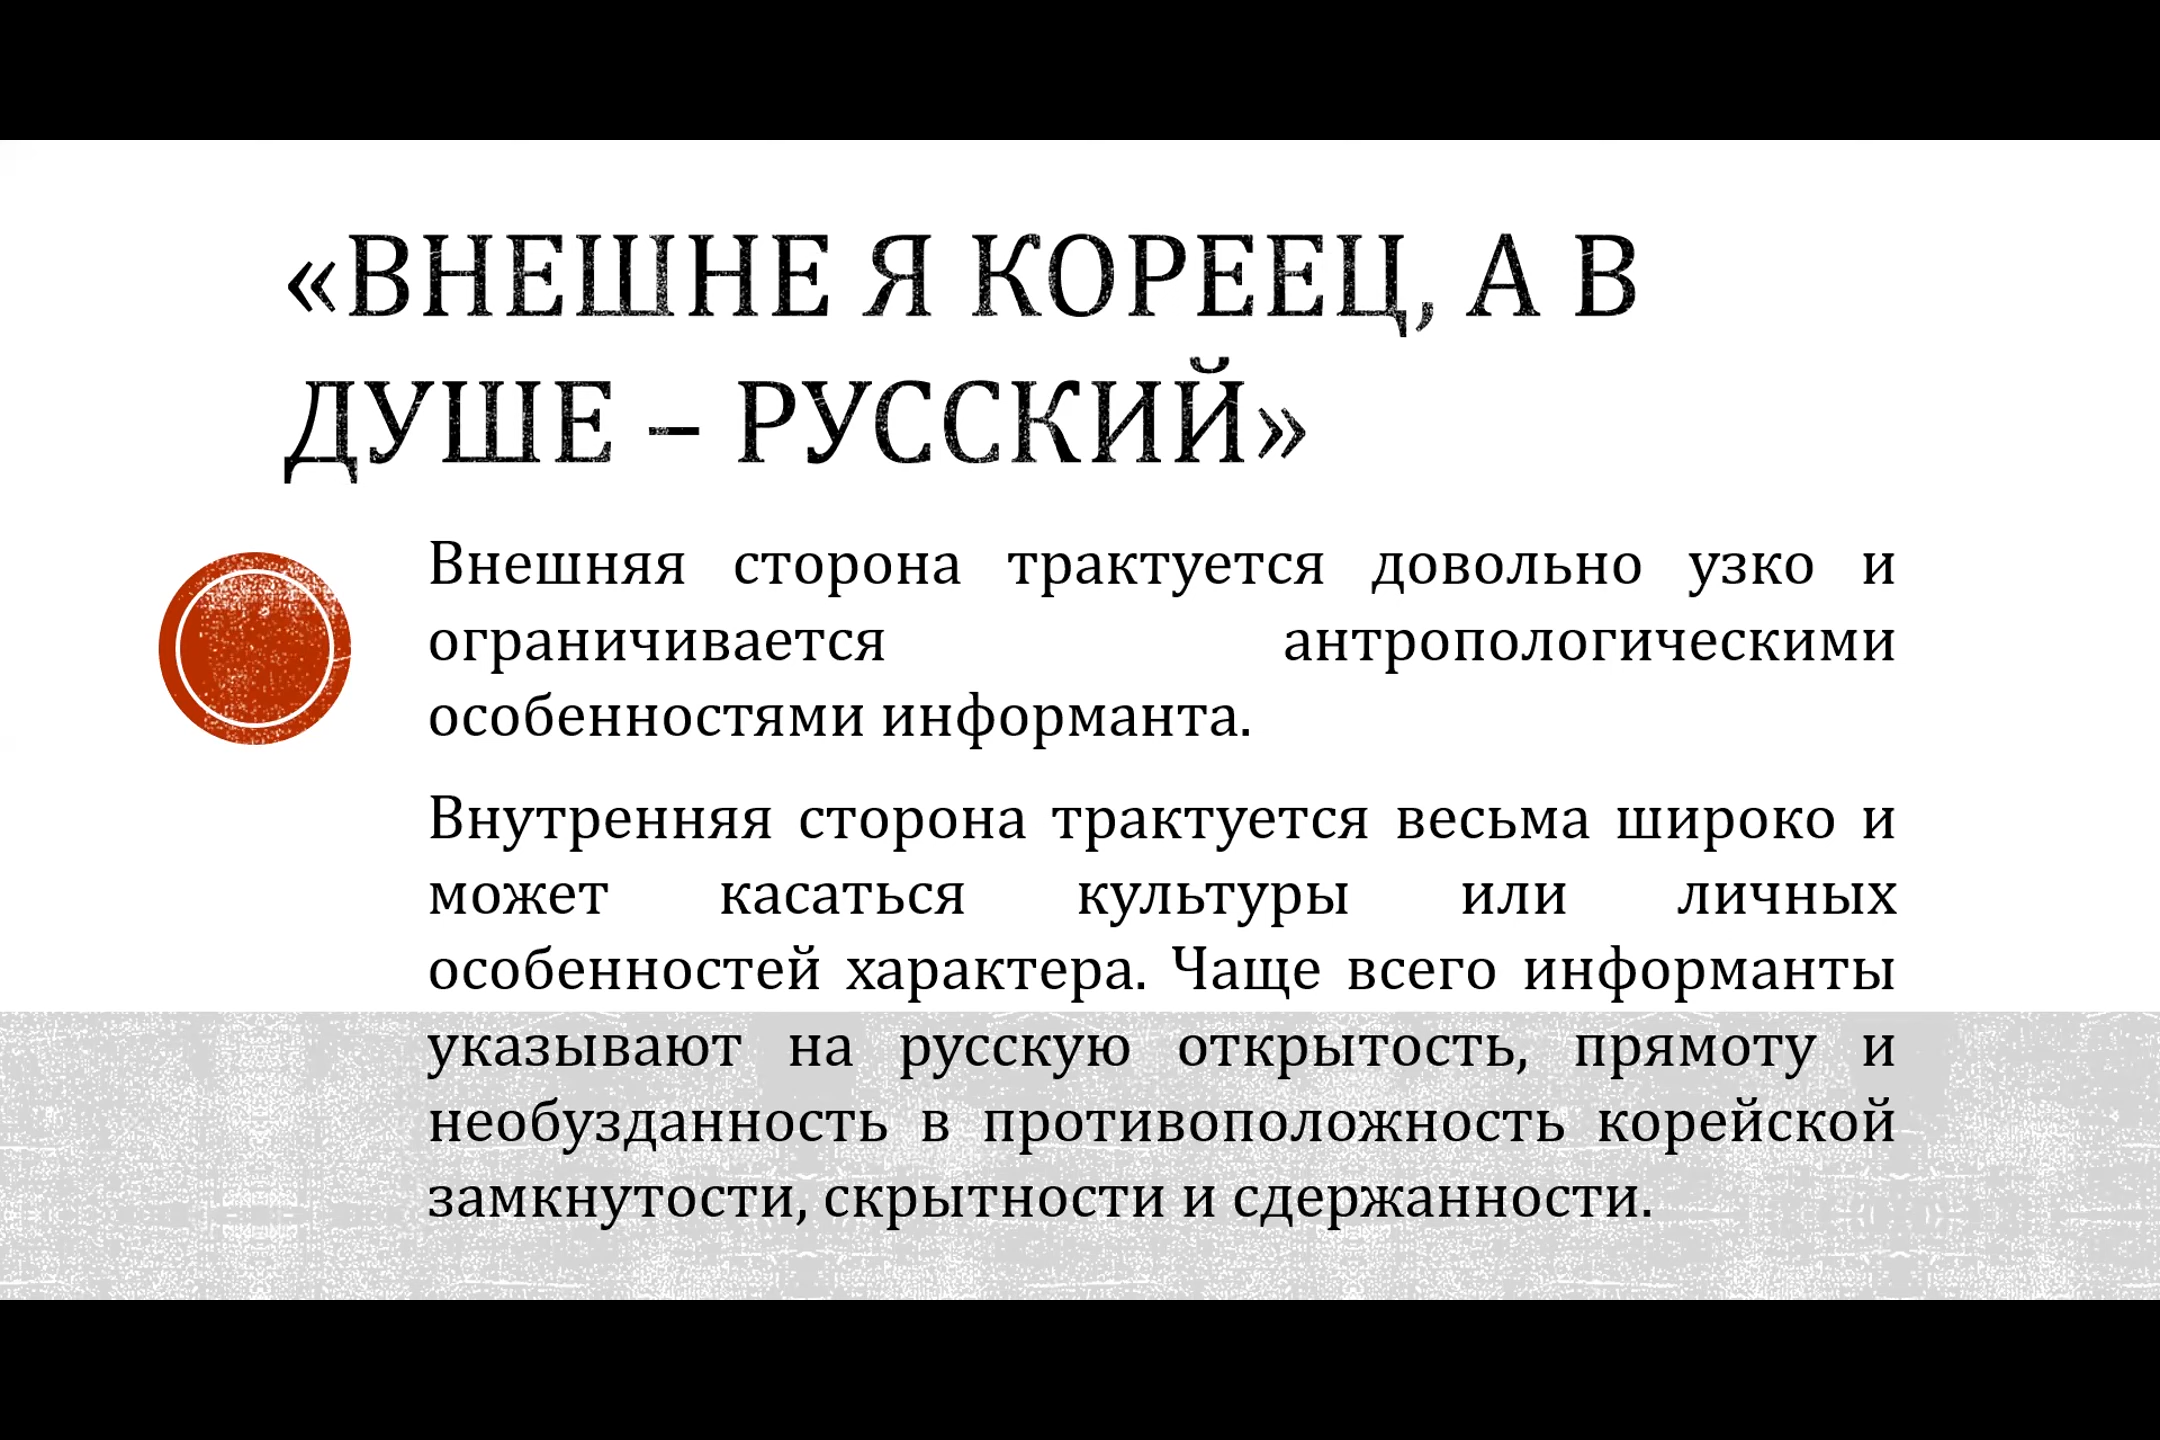 «ВНЕШНЕ Я КОРЕЕЦ, А В
ДУШЕ – РУССКИЙ»
Внешняя сторона трактуется довольно узко и
ограничивается антропологическими
особенностями информанта.
Внутренняя сторона трактуется весьма широко и
может касаться культуры или личных
особенностей характера. Чаще всего информанты
указывают на русскую открытость, прямоту и
необузданность в противоположность корейской
замкнутости, скрытности и сдержанности.